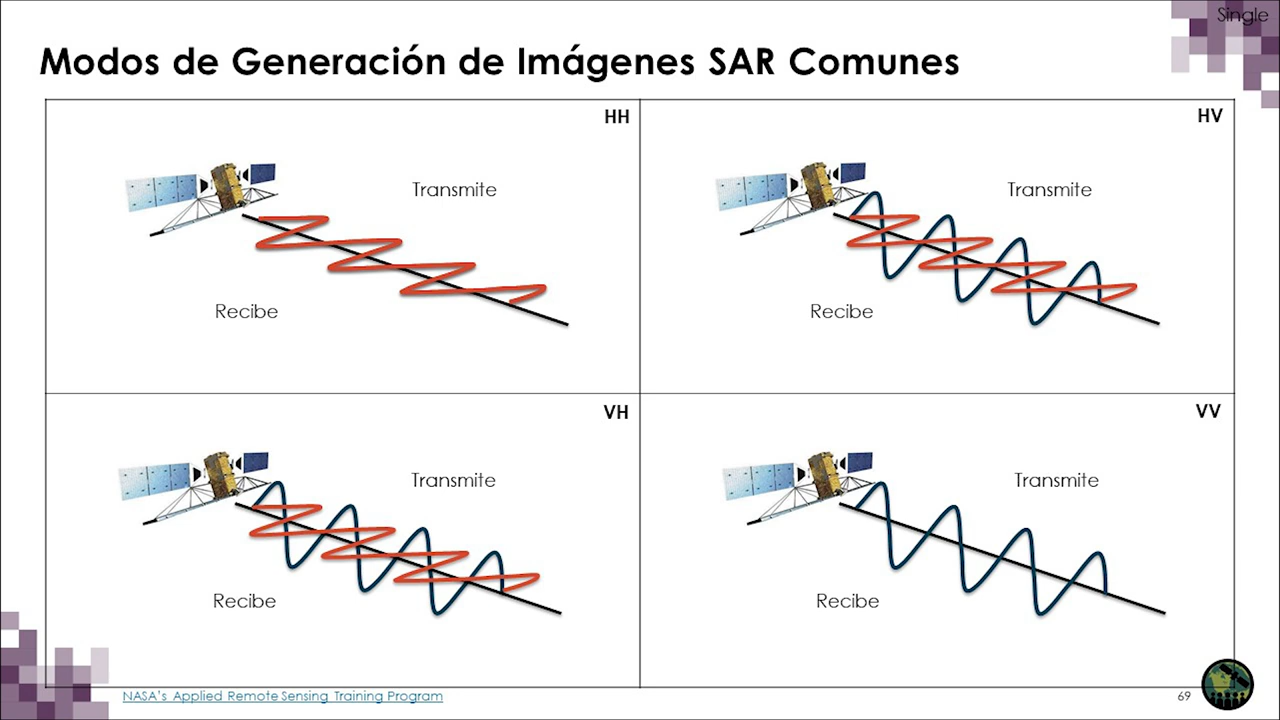 Single
Modos de Generación de Imágenes SAR Comunes
HH
Transmite
Recibe
HV
Transmite
Recibe
VH
Transmite
Recibe
VV
Transmite
Recibe
NASA's Applied Remote Sensing Training Program
69